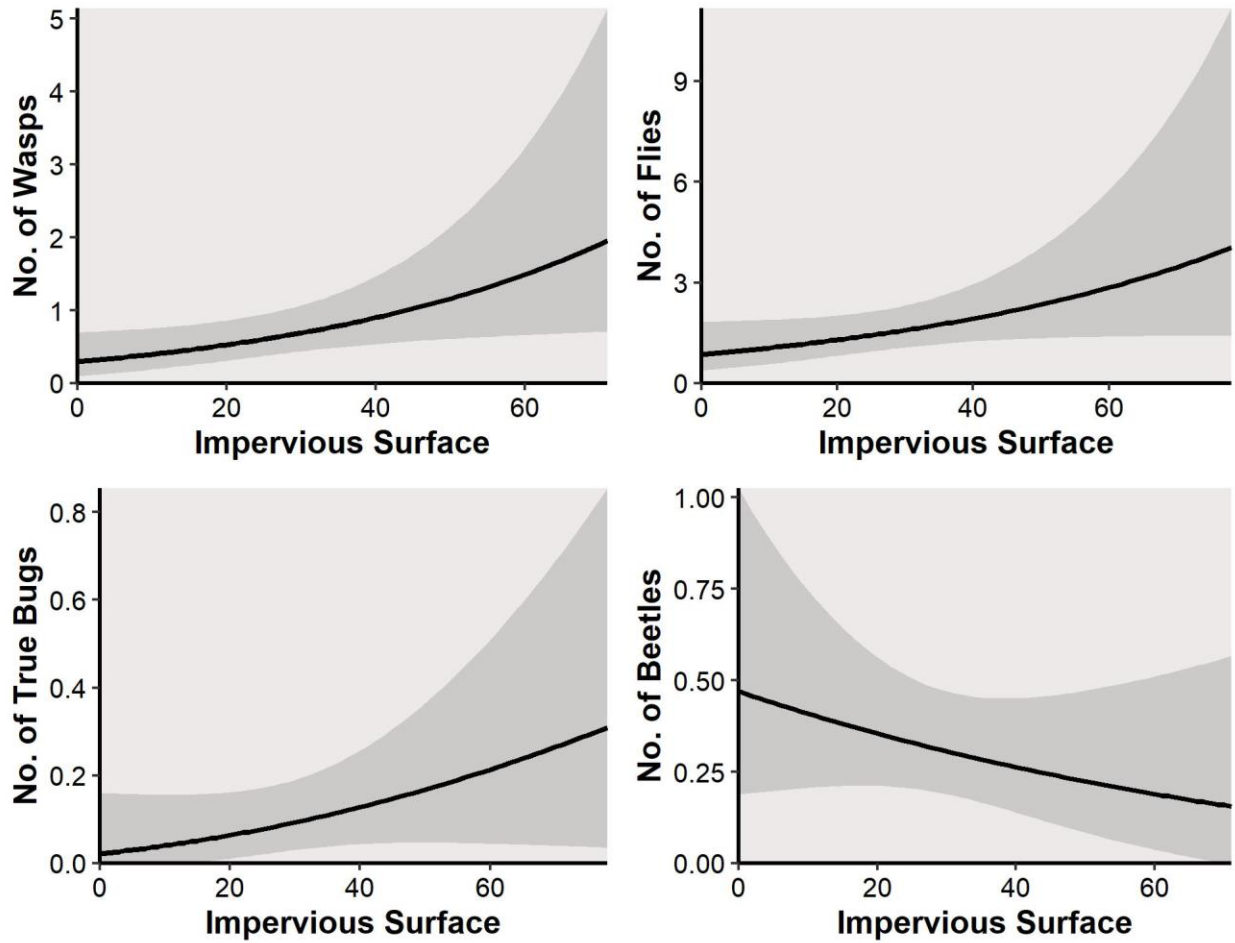 No. of Wasps
5
4
3
2
1
0
0 20 40 60
Impervious Surface
No. of Flies
9
6
3
0
0 20 40 60
Impervious Surface
No. of True Bugs
0.8
0.6
0.4
0.2
0.0
0 20 40 60
Impervious Surface
No. of Beetles
1.00
0.75
0.50
0.25
0.00
0 20 40 60
Impervious Surface